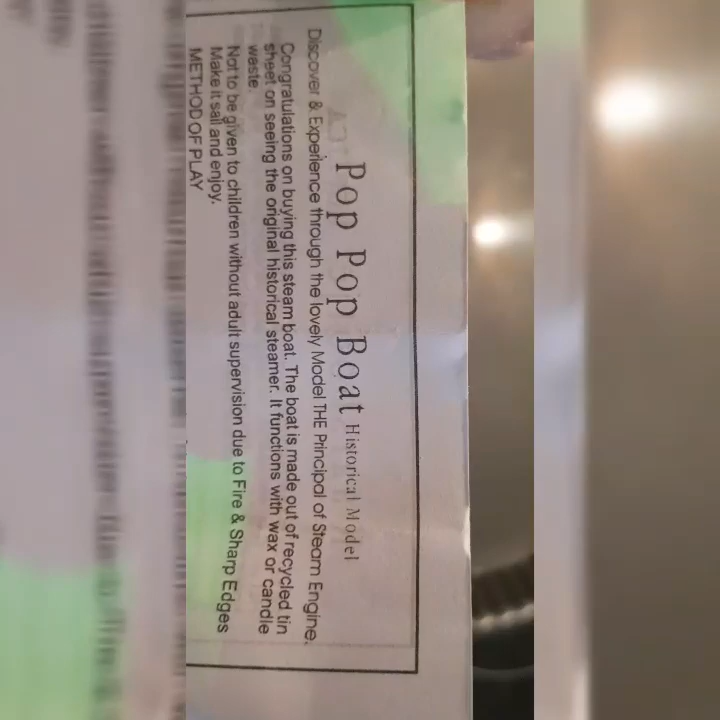 Pop Pop Boat Historical Model
Discover & Experience through the lovely Model THE Principal of Steam Engine.
Congratulations on buying this steam boat. The boat is made out of recycled tin
sheet on seeing the original historical steamer. It functions with wax or candle
waste.
Not to be given to children without adult supervision due to Fire & Sharp Edges
Make it sail and enjoy.
METHOD OF PLAY